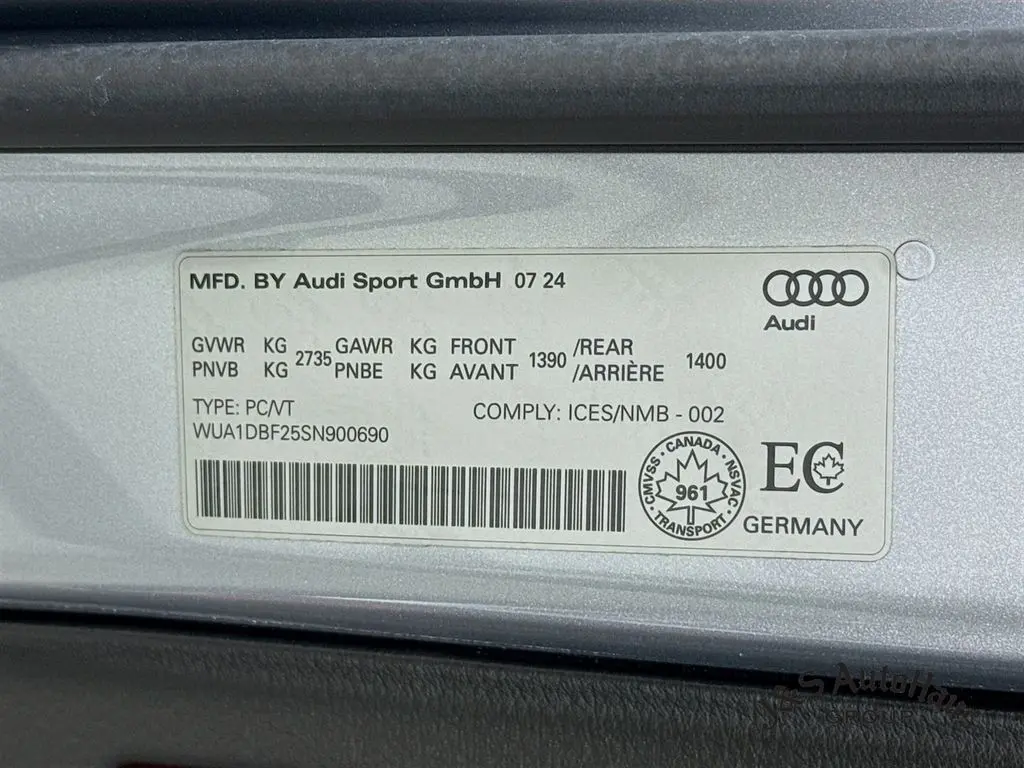 MFD. BY Audi Sport GmbH 07 24
Audi
GVWR KG 2735 GAWR KG FRONT 1390 /REAR 1400
PNVB KG PNBE KG AVANT /ARRIÈRE
TYPE: PC/VT COMPLY: ICES/NMB - 002
WUA1DBF25SN900690
CMVSS · CANADA · NSVAC · TRANSPORT ·
961
EC
GERMANY
AutoHaus
GROUP